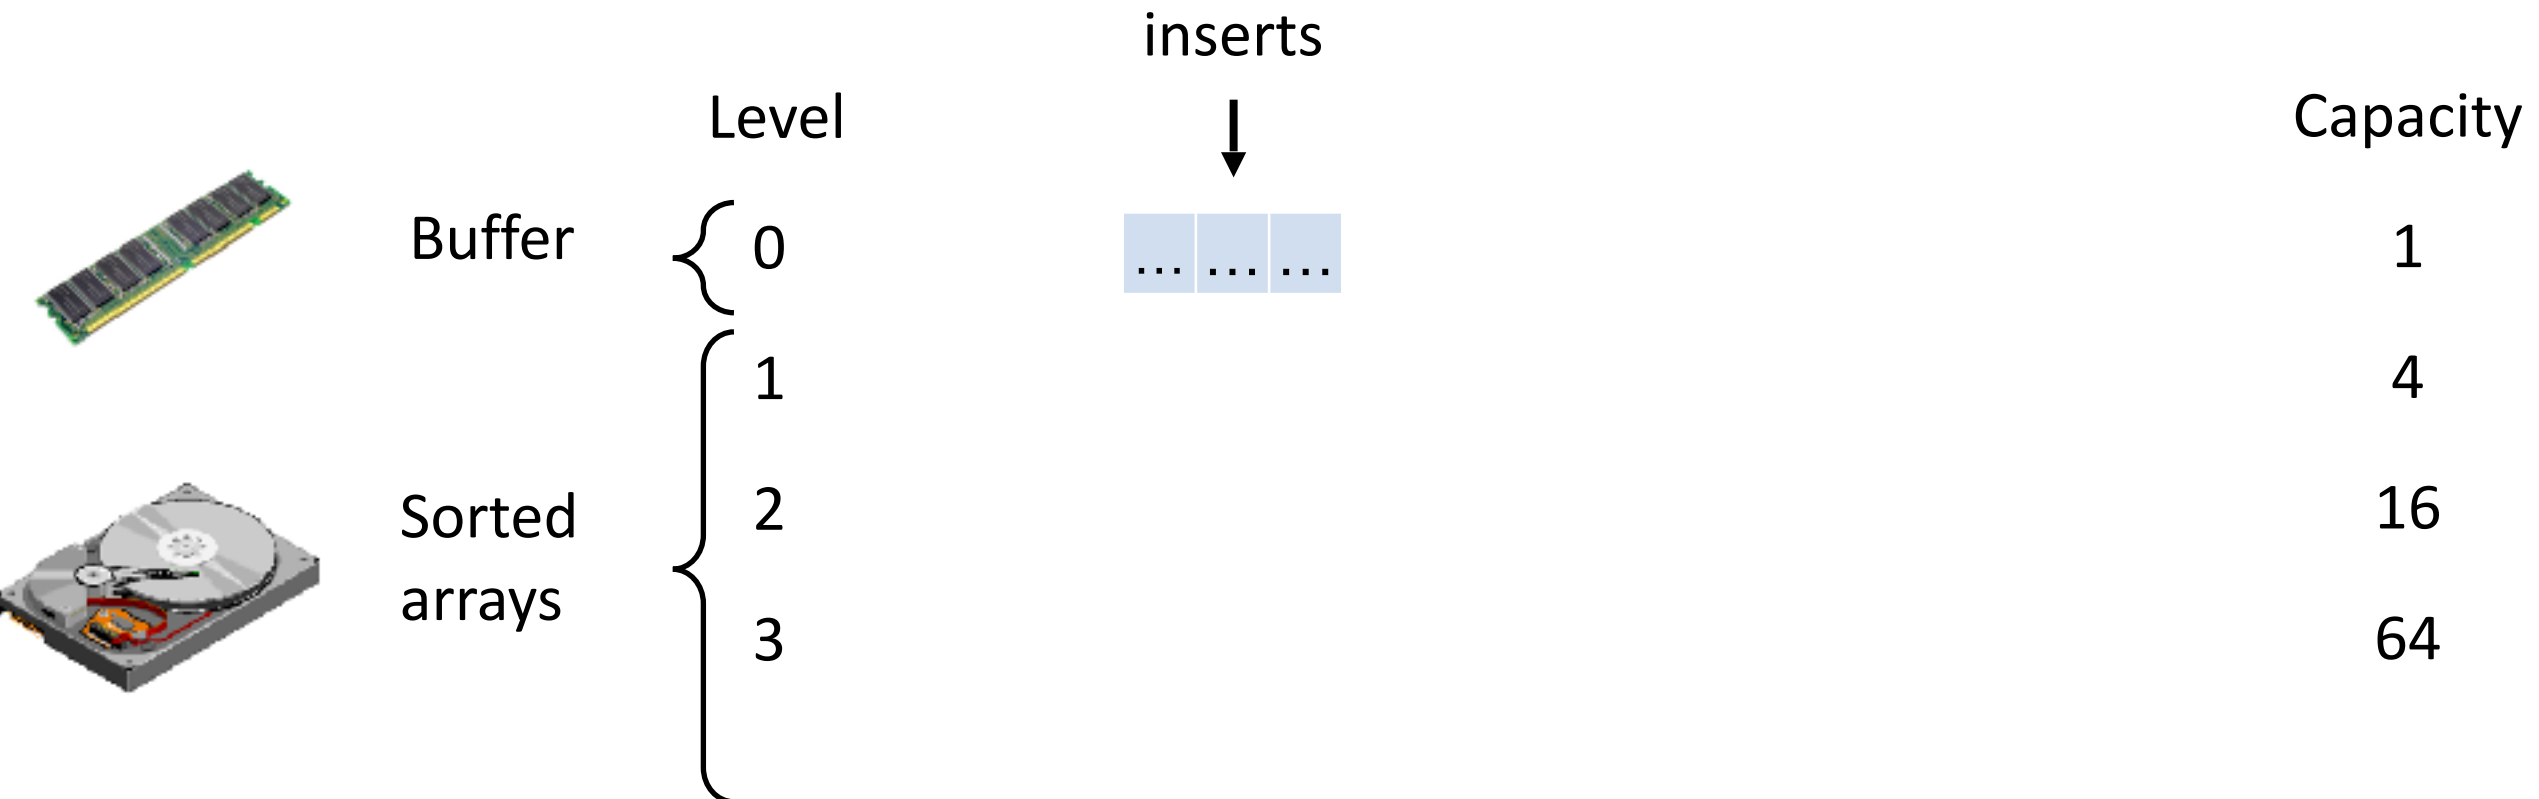 inserts
Level
Capacity
Buffer
0
... ... ...
1
1
4
Sorted
arrays
2
16
3
64